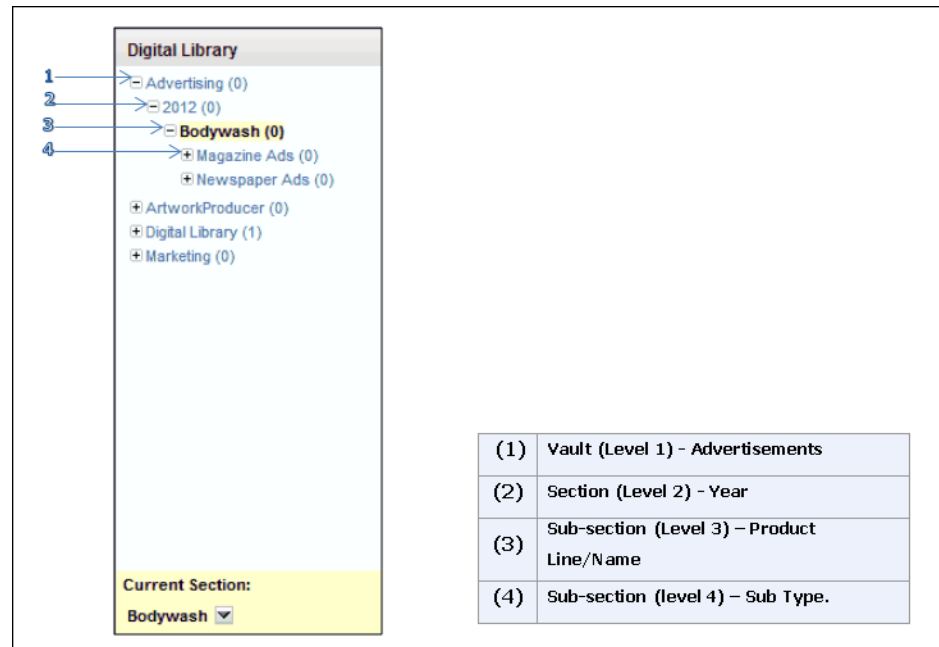 Digital Library
1
Advertising (0)
2
2012 (0)
3
Bodywash (0)
4
Magazine Ads (0)
Newspaper Ads (0)
ArtworkProducer (0)
Digital Library (1)
Marketing (0)
Current Section:
Bodywash
(1) Vault (Level 1) - Advertisements
(2) Section (Level 2) - Year
(3) Sub-section (Level 3) – Product
Line/Name
(4) Sub-section (level 4) – Sub Type.